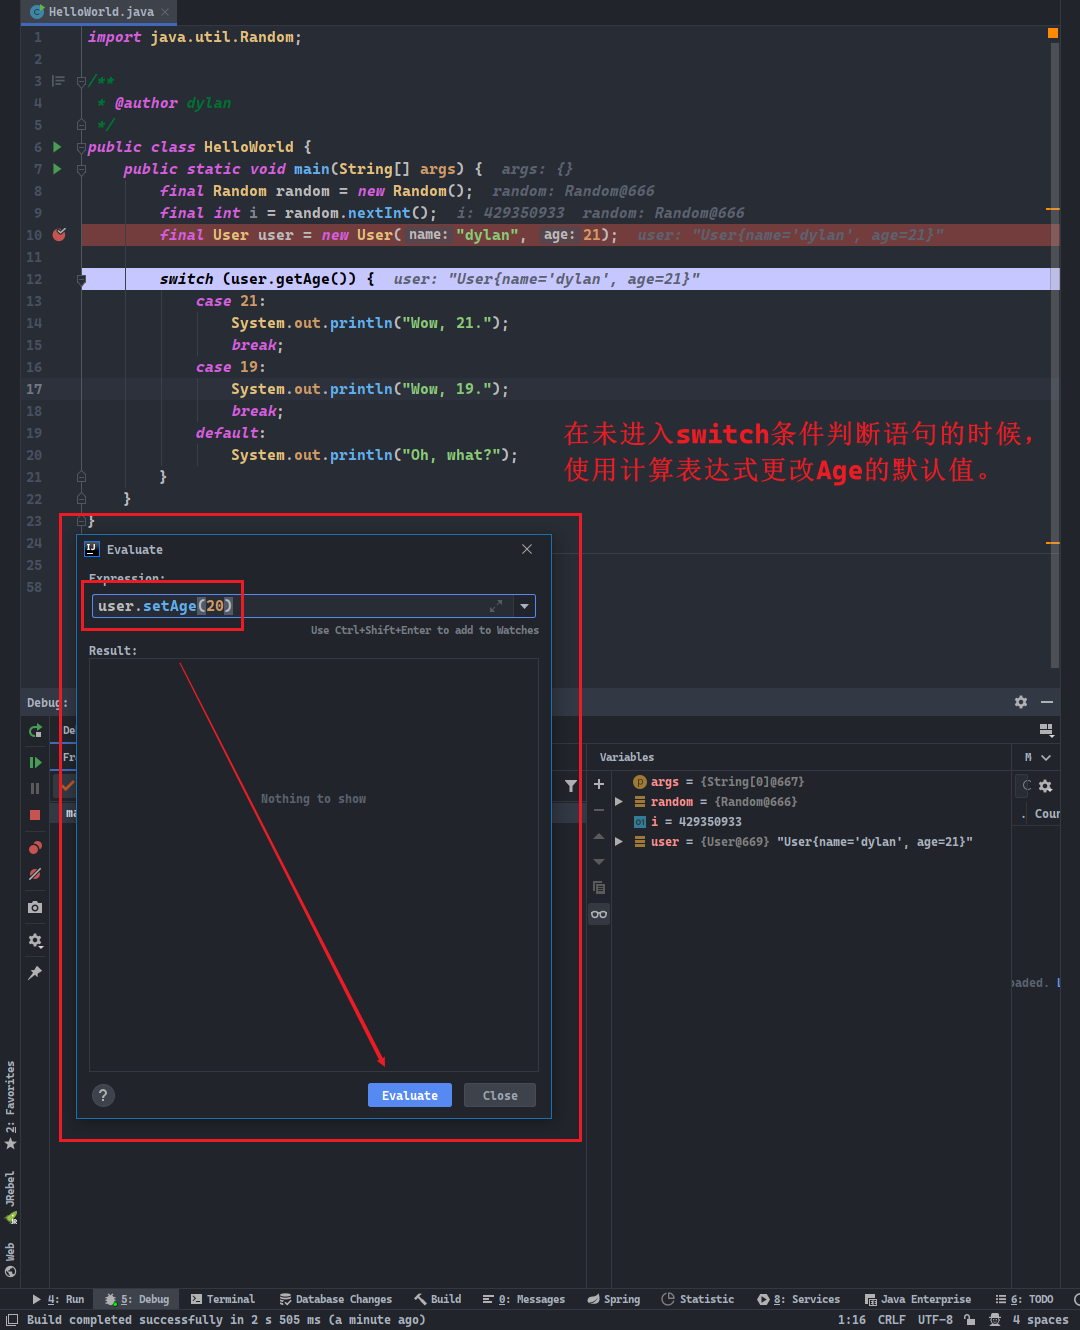 HelloWorld.java
1 import java.util.Random;
2
3 /**
4 * @author dylan
5 */
6 public class HelloWorld {
7 public static void main(String[] args) { args: {}
8 final Random random = new Random(); random: Random@666
9 final int i = random.nextInt(); i: 429350933 random: Random@666
10 final User user = new User( name: "dylan", age: 21); user: "User{name='dylan', age=21}"
11
12 switch (user.getAge()) { user: "User{name='dylan', age=21}"
13 case 21:
14 System.out.println("Wow, 21.");
15 break;
16 case 19:
17 System.out.println("Wow, 19.");
18 break;
19 default:
20 System.out.println("Oh, what?");
21 }
22 }
23 }
24
25
58
在未进入switch条件判断语句的时候，
使用计算表达式更改Age的默认值。
Evaluate
Expression:
user.setAge(20)
Use Ctrl+Shift+Enter to add to Watches
Result:
Nothing to show
? Evaluate Close
Debug:
De
Fr
ma
Variables M
args = {String[0]@667}
random = {Random@666}
i = 429350933
user = {User@669} "User{name='dylan', age=21}"
Coun
oaded. L
2: Favorites
JRebel
Web
4: Run 5: Debug Terminal Database Changes Build 0: Messages Spring Statistic 8: Services Java Enterprise 6: TODO
Build completed successfully in 2 s 505 ms (a minute ago) 1:16 CRLF UTF-8 4 spaces